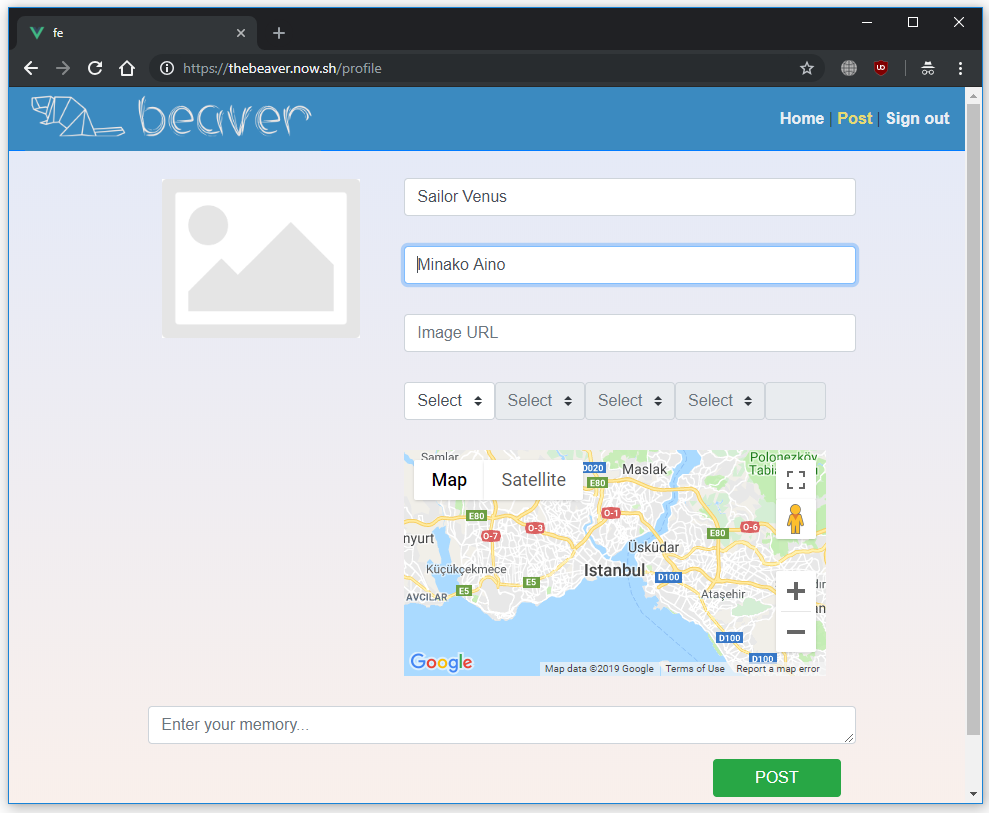 fe
https://thebeaver.now.sh/profile
UD
beaver
Home | Post | Sign out
Sailor Venus
Minako Aino
Image URL
Select Select Select Select
Samlar
Map Satellite
D020
Maslak
Polonezköy
E80
E80
O-1
O-3
O-7
E80
O-6
nyurt
Üsküdar
Küçükçekmece
Istanbul
D100
E5
E5
AVCILAR
Ataşehir
D100
D100
Google
Map data ©2019 Google
Terms of Use
Report a map error
Enter your memory...
POST